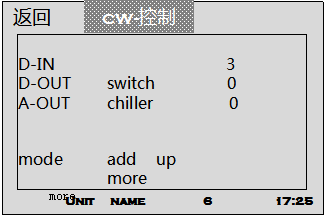 返回 cw-控制
D-IN 3
D-OUT switch 0
A-OUT chiller 0
mode add up
more
more
UNIT NAME 6 17:25